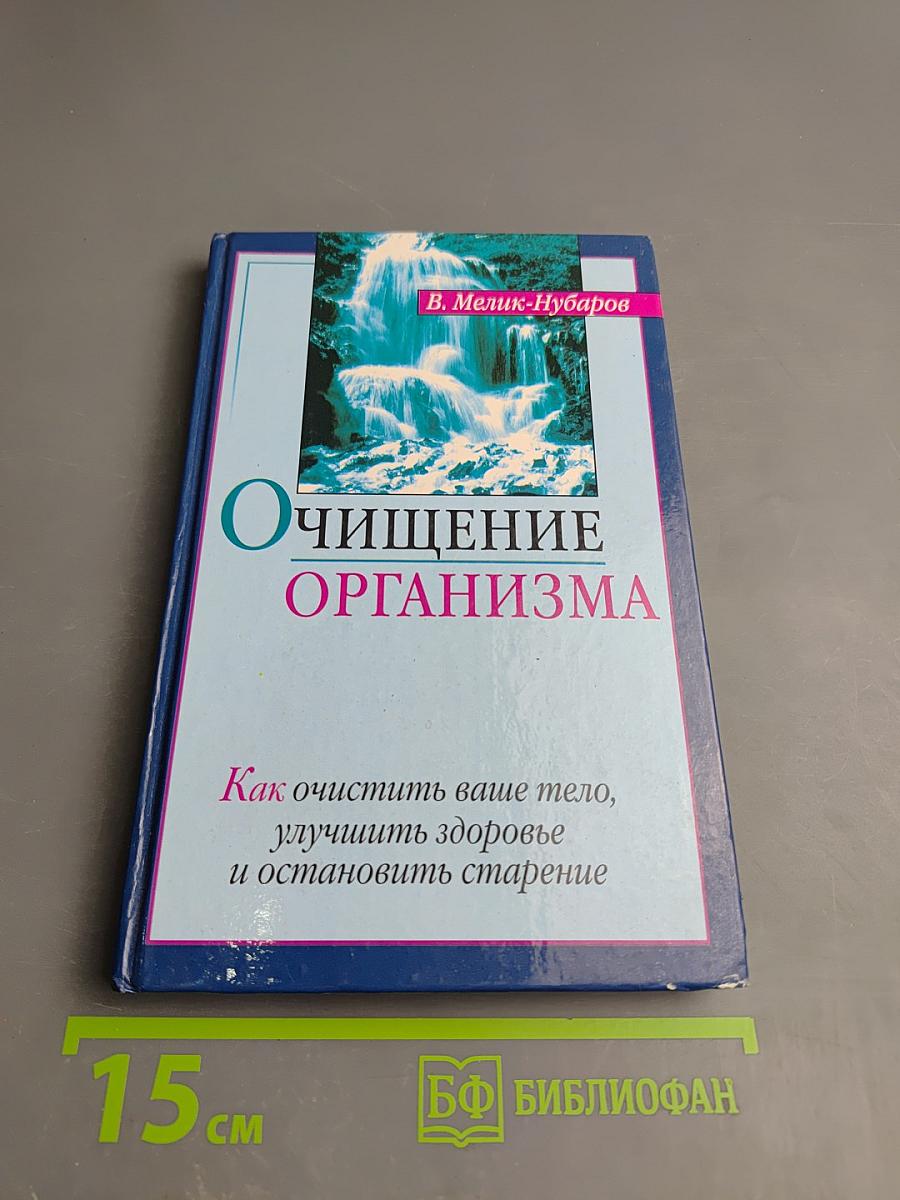 В. Мелик-Нубаров
Очищение
организма
Как очистить ваше тело,
улучшить здоровье
и остановить старение
15 см
БФ БИБЛИОФАН